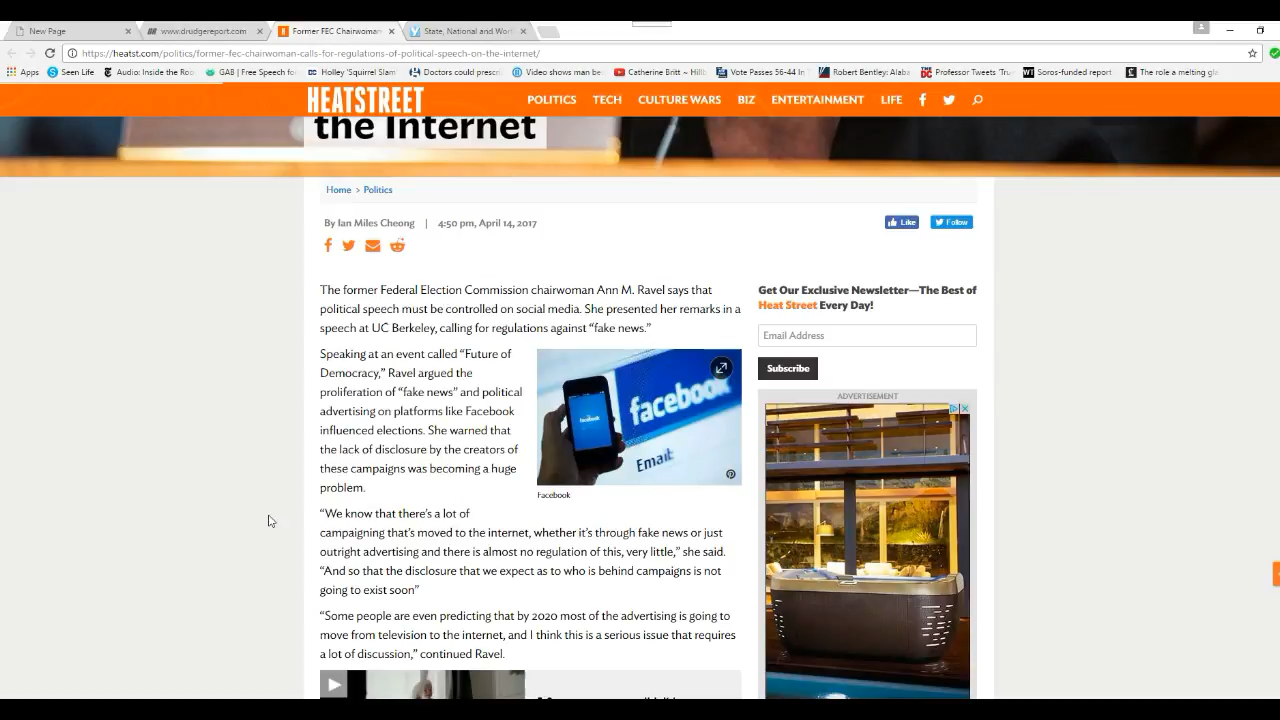 New Page
www.drudgereport.com
Former FEC Chairwoman
State, National and Wor
https://heatst.com/politics/former-fec-chairwoman-calls-for-regulations-of-political-speech-on-the-internet/
Apps
Seen Life
Audio: Inside the Roo
GAB | Free Speech for
Holley 'Squirrel Slam
Doctors could prescri
Video shows man be
Catherine Britt ~ Hillb
Vote Passes 56-44 In
Robert Bentley: Alaba
Professor Tweets 'Tru
Soros-funded report
The role a melting gla
HEATSTREET
POLITICS TECH CULTURE WARS BIZ ENTERTAINMENT LIFE
the Internet
Home > Politics
By Ian Miles Cheong | 4:50 pm, April 14, 2017
Like
Follow
The former Federal Election Commission chairwoman Ann M. Ravel says that
political speech must be controlled on social media. She presented her remarks in a
speech at UC Berkeley, calling for regulations against “fake news.”
Speaking at an event called “Future of
Democracy,” Ravel argued the
proliferation of “fake news” and political
advertising on platforms like Facebook
influenced elections. She warned that
the lack of disclosure by the creators of
these campaigns was becoming a huge
problem.
facebook
facebook
Email:
Facebook
“We know that there’s a lot of
campaigning that’s moved to the internet, whether it’s through fake news or just
outright advertising and there is almost no regulation of this, very little,” she said.
“And so that the disclosure that we expect as to who is behind campaigns is not
going to exist soon”
“Some people are even predicting that by 2020 most of the advertising is going to
move from television to the internet, and I think this is a serious issue that requires
a lot of discussion,” continued Ravel.
Get Our Exclusive Newsletter—The Best of
Heat Street Every Day!
Email Address
Subscribe
ADVERTISEMENT